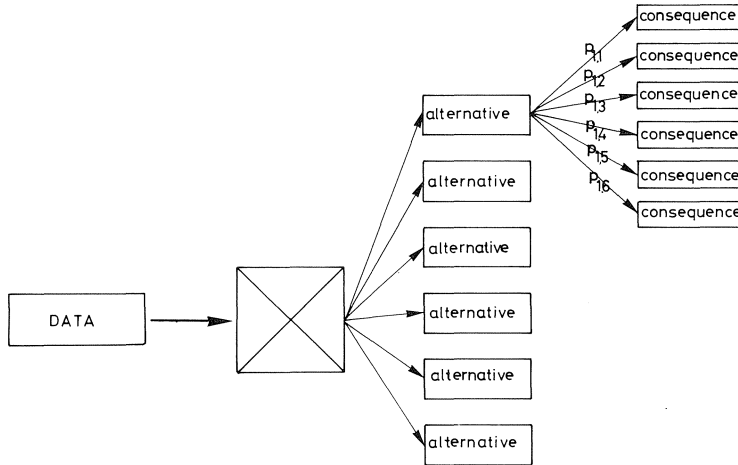 consequence
P1,1
consequence
P1,2
consequence
P1,3
alternative
consequence
P1,4
P1,5
consequence
alternative
P1,6
consequence
alternative
DATA
alternative
alternative
alternative